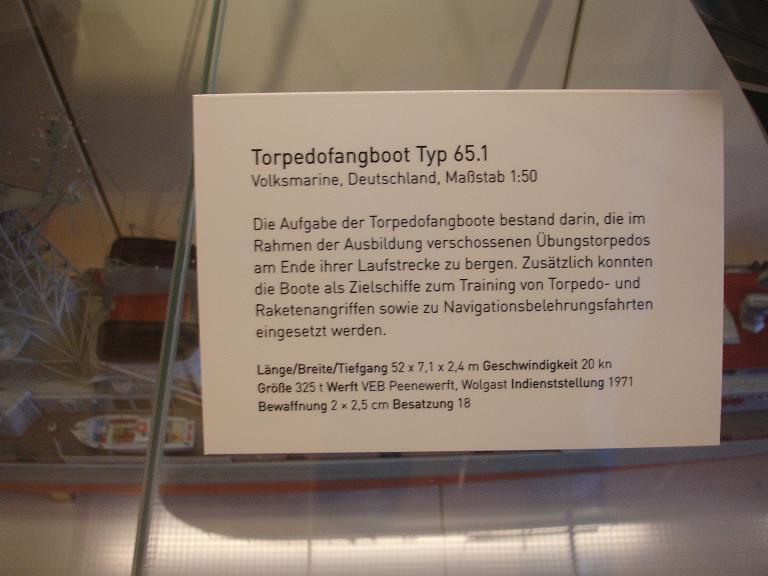 Torpedofangboot Typ 65.1
Volksmarine, Deutschland, Maßstab 1:50
Die Aufgabe der Torpedofangboote bestand darin, die im
Rahmen der Ausbildung verschossenen Übungstorpedos
am Ende ihrer Laufstrecke zu bergen. Zusätzlich konnten
die Boote als Zielschiffe zum Training von Torpedo- und
Raketenangriffen sowie zu Navigationsbelehrungsfahrten
eingesetzt werden.
Länge/Breite/Tiefgang 52 x 7,1 x 2,4 m Geschwindigkeit 20 kn
Größe 325 t Werft VEB Peenewerft, Wolgast Indienststellung 1971
Bewaffnung 2 × 2,5 cm Besatzung 18